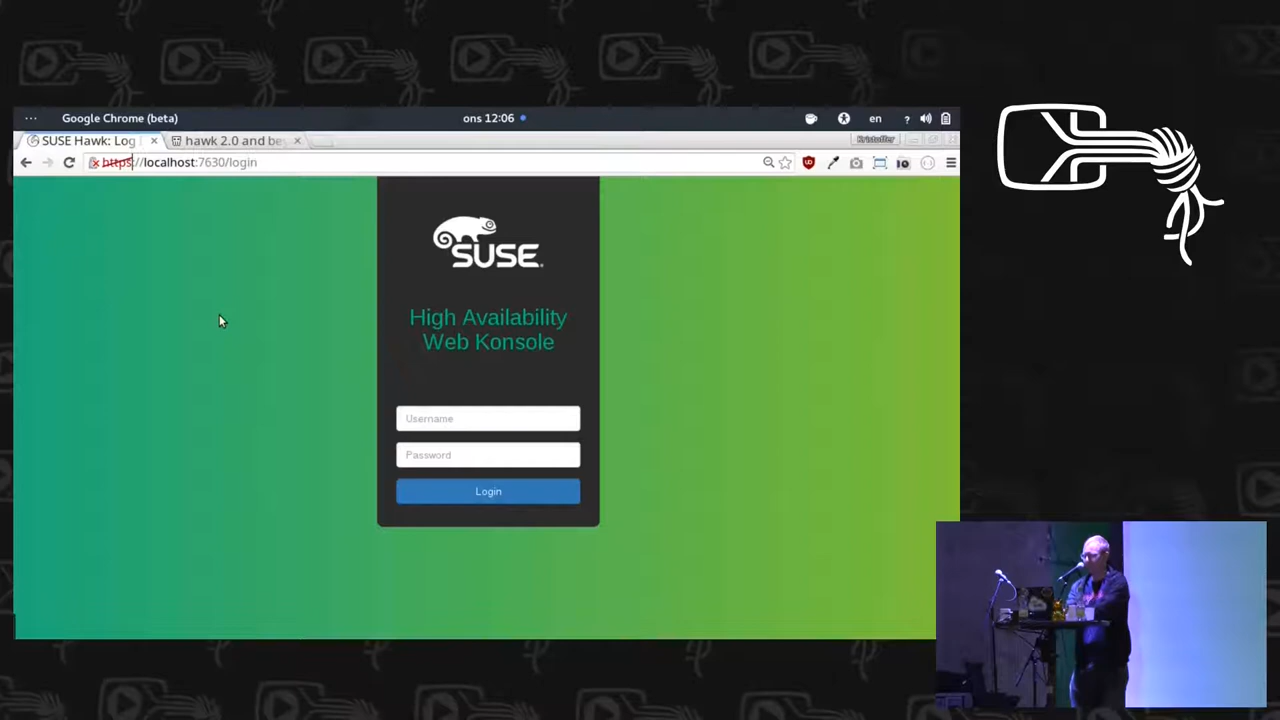 Google Chrome (beta)
ons 12:06
en
?
SUSE Hawk: Log
hawk 2.0 and be
Kristoffer
https://localhost:7630/login
SUSE
High Availability
Web Konsole
Username
Password
Login